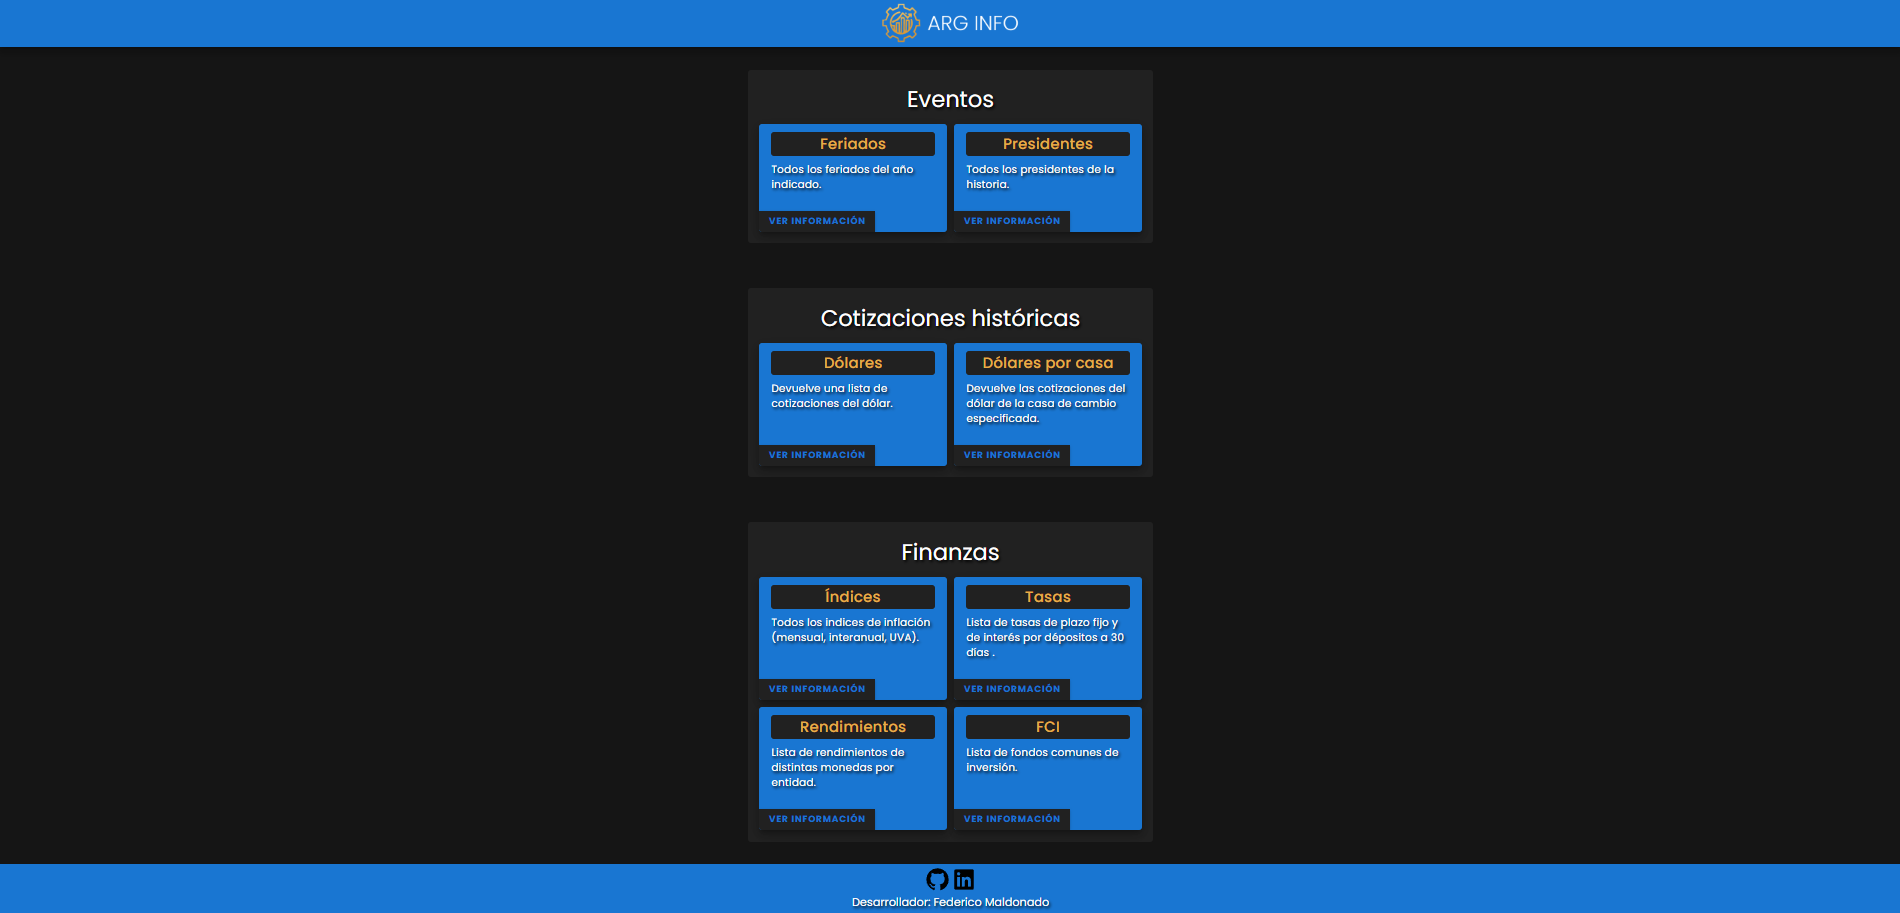 ARG INFO
Eventos
Feriados
Todos los feriados del año
indicado.
VER INFORMACIÓN
Presidentes
Todos los presidentes de la
historia.
VER INFORMACIÓN
Cotizaciones históricas
Dólares
Devuelve una lista de
cotizaciones del dólar.
VER INFORMACIÓN
Dólares por casa
Devuelve las cotizaciones del
dólar de la casa de cambio
especificada.
VER INFORMACIÓN
Finanzas
Índices
Todos los indices de inflación
(mensual, interanual, UVA).
VER INFORMACIÓN
Tasas
Lista de tasas de plazo fijo y
de interés por dépositos a 30
días .
VER INFORMACIÓN
Rendimientos
Lista de rendimientos de
distintas monedas por
entidad.
VER INFORMACIÓN
FCI
Lista de fondos comunes de
inversión.
VER INFORMACIÓN
in
Desarrollador: Federico Maldonado